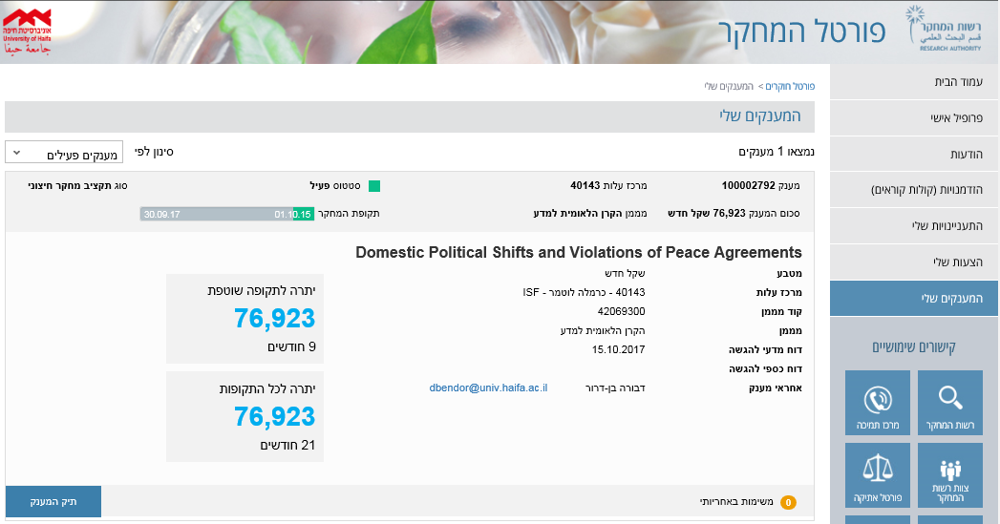 אוניברסיטת חיפה
University of Haifa
جامعة حيفا
פורטל המחקר
רשות המחקר
قسم البحث العلمي
RESEARCH AUTHORITY
עמוד הבית
פרופיל אישי
הודעות
הזדמנויות (קולות קוראים)
התעניינויות שלי
הצעות שלי
המענקים שלי
קישורים שימושיים
רשות המחקר
מרכז תמיכה
צוות רשות
המחקר
פורטל אתיקה
פורטל חוקרים > המענקים שלי
המענקים שלי
נמצאו 1 מענקים
סינון לפי מענקים פעילים
מענק 100002792 מרכז עלות 40143 סטטוס פעיל סוג תקציב מחקר חיצוני
סכום המענק 76,923 שקל חדש מממן הקרן הלאומית למדע תקופת המחקר 01.10.15 30.09.17
Domestic Political Shifts and Violations of Peace Agreements
מטבע שקל חדש
מרכז עלות 40143 - כרמלה לוטמר - ISF
קוד מממן 42069300
מממן הקרן הלאומית למדע
דוח מדעי להגשה 15.10.2017
דוח כספי להגשה
אחראי מענק דבורה בן-דרור dbendor@univ.haifa.ac.il
יתרה לתקופה שוטפת
76,923
9 חודשים
יתרה לכל התקופות
76,923
21 חודשים
0 משימות באחריותי
תיק המענק